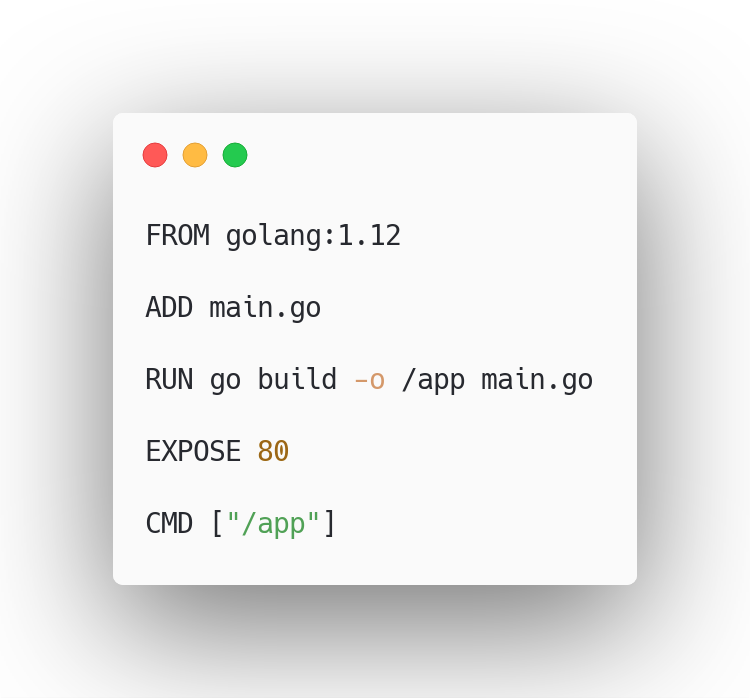 FROM golang:1.12
ADD main.go
RUN go build -o /app main.go
EXPOSE 80
CMD ["/app"]